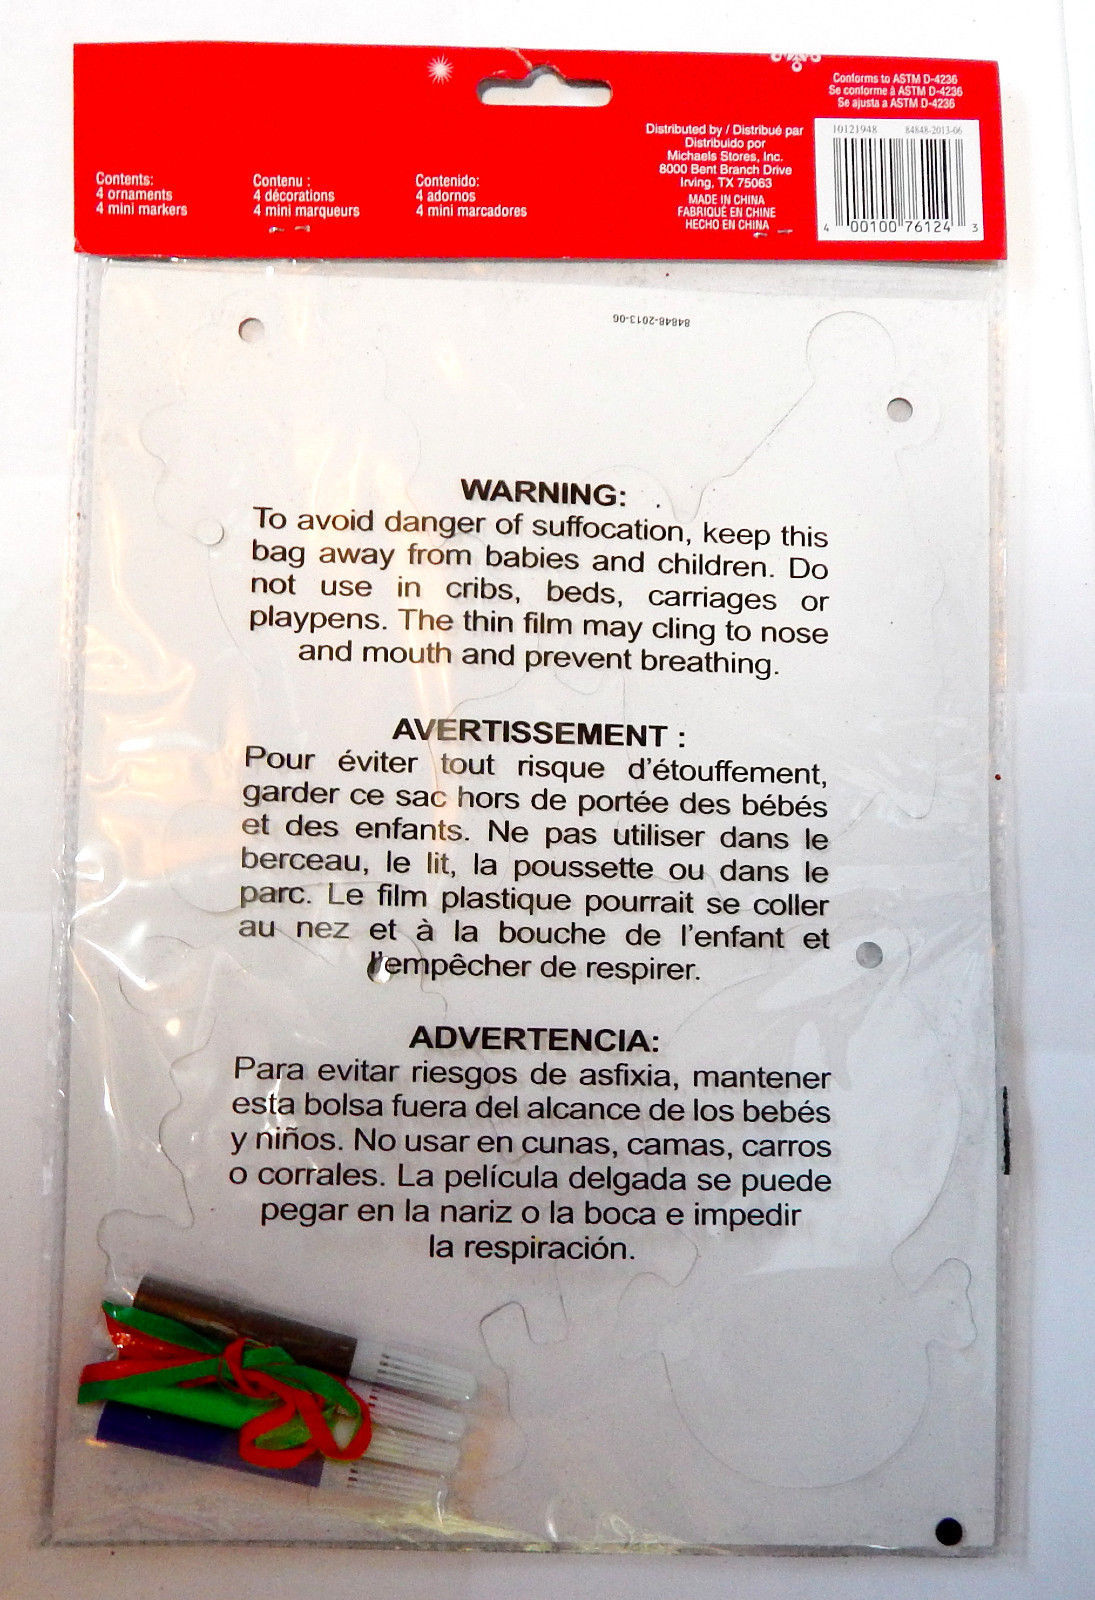 Conforms to ASTM D-4236
Se conforme à ASTM D-4236
Se ajusta a ASTM D-4236
10121948 84848-2013-06
4 00100 76124 3
Distributed by / Distribué par
Distribuido por
Michaels Stores, Inc.
8000 Bent Branch Drive
Irving, TX 75063
MADE IN CHINA
FABRIQUÉ EN CHINE
HECHO EN CHINA
Contents:
4 ornaments
4 mini markers
Contenu :
4 décorations
4 mini marqueurs
Contenido:
4 adornos
4 mini marcadores
84848-2013-06
WARNING:
To avoid danger of suffocation, keep this
bag away from babies and children. Do
not use in cribs, beds, carriages or
playpens. The thin film may cling to nose
and mouth and prevent breathing.
AVERTISSEMENT :
Pour éviter tout risque d'étouffement,
garder ce sac hors de portée des bébés
et des enfants. Ne pas utiliser dans le
berceau, le lit, la poussette ou dans le
parc. Le film plastique pourrait se coller
au nez et à la bouche de l'enfant et
l'empêcher de respirer.
ADVERTENCIA:
Para evitar riesgos de asfixia, mantener
esta bolsa fuera del alcance de los bebés
y niños. No usar en cunas, camas, carros
o corrales. La película delgada se puede
pegar en la nariz o la boca e impedir
la respiración.